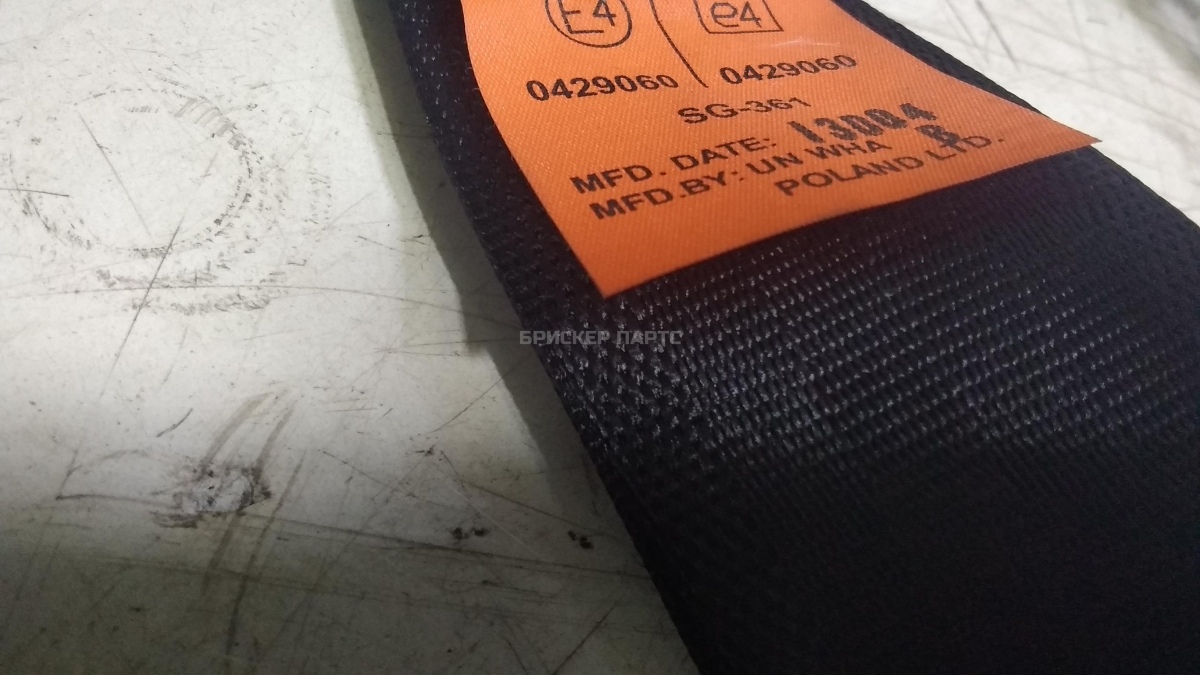 E4 e4
0429060 0429060
SG-361
MFD. DATE: 13004
MFD.BY: UN WHA
POLAND LTD.
БРИСКЕР ПАРТС